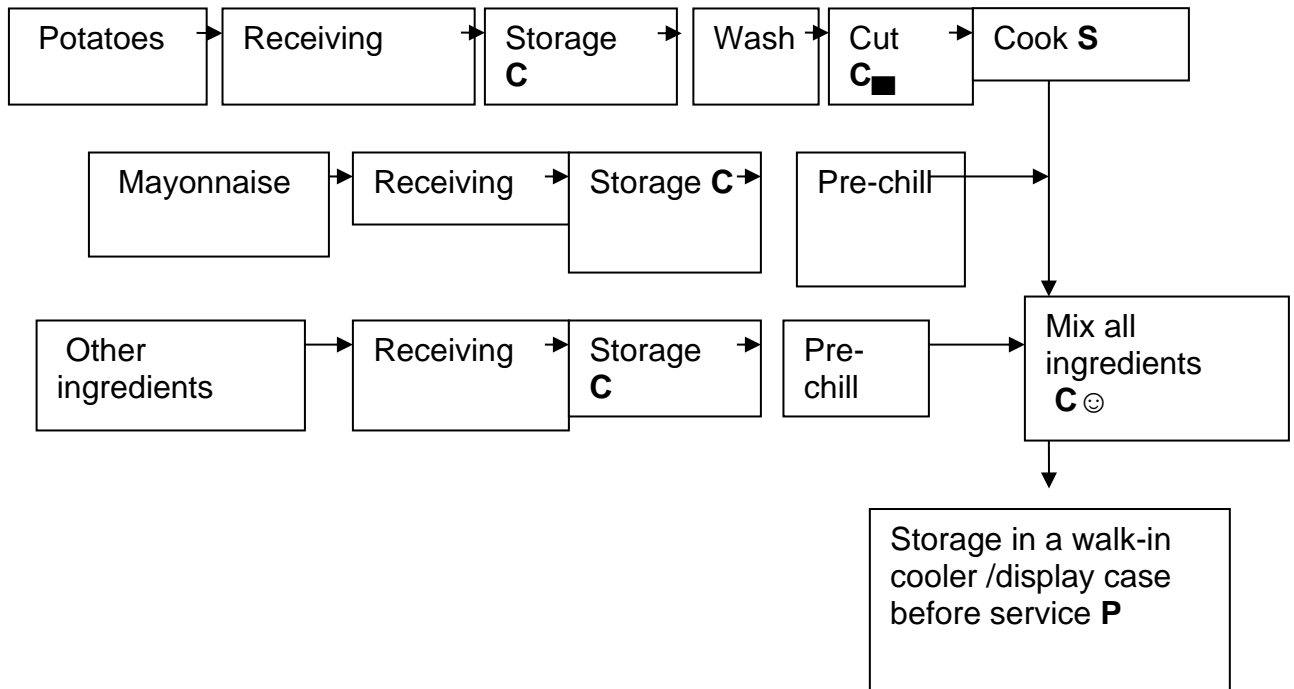 Potatoes
Receiving
Storage
C
Wash
Cut
C▄
Cook S
Mayonnaise
Receiving
Storage C
Pre-chill
Other
ingredients
Receiving
Storage
C
Pre-
chill
Mix all
ingredients
C☺
Storage in a walk-in
cooler /display case
before service P